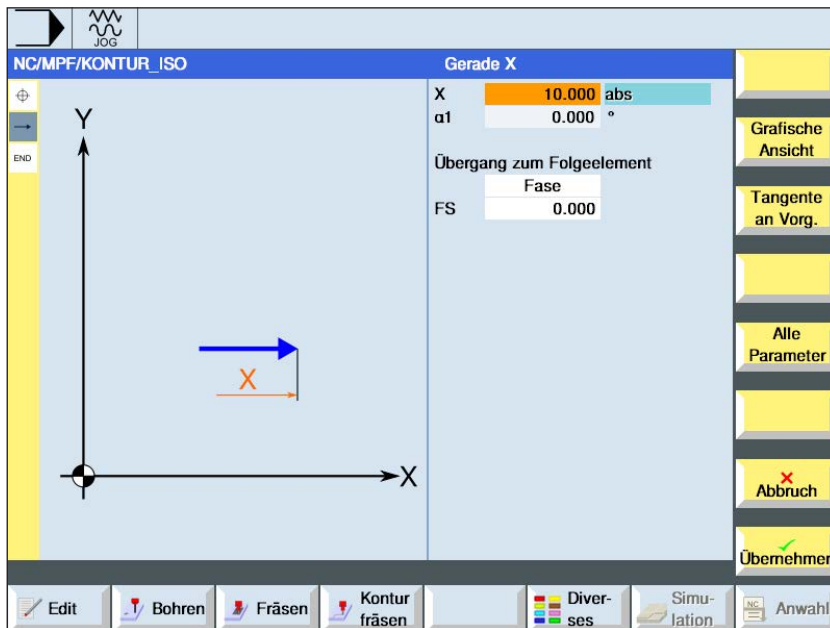 JOG
NC/MPF/KONTUR_ISO
Gerade X
END
Y
X
X
X 10.000 abs
α1 0.000 °
Übergang zum Folgeelement
Fase
FS 0.000
Grafische
Ansicht
Tangente
an Vorg.
Alle
Parameter
Abbruch
Übernehmen
Edit
Bohren
Fräsen
Kontur
fräsen
Diver-
ses
Simu-
lation
NC
Anwahl